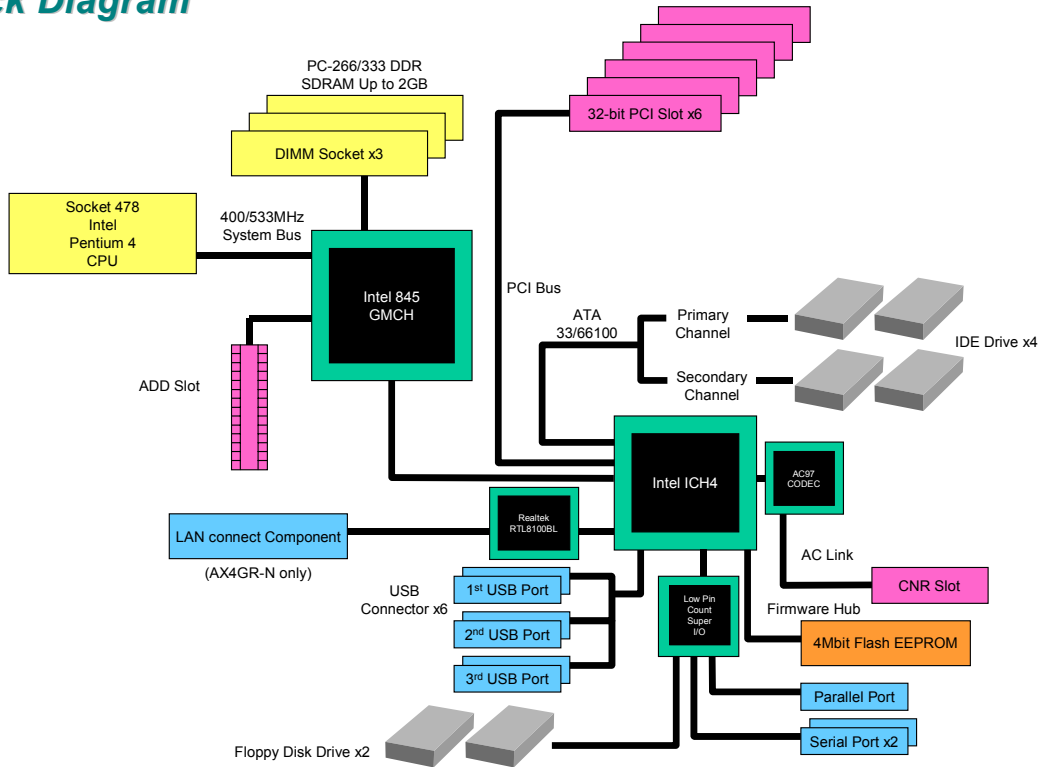 ck Diagram
PC-266/333 DDR
SDRAM Up to 2GB
DIMM Socket x3
32-bit PCI Slot x6
Socket 478
Intel
Pentium 4
CPU
400/533MHz
System Bus
Intel 845
GMCH
PCI Bus
ATA
33/66100
Primary
Channel
Secondary
Channel
IDE Drive x4
ADD Slot
Intel ICH4
AC97
CODEC
Realtek
RTL8100BL
LAN connect Component
(AX4GR-N only)
AC Link
CNR Slot
USB
Connector x6
1st USB Port
2nd USB Port
3rd USB Port
Low Pin
Count
Super
I/O
Firmware Hub
4Mbit Flash EEPROM
Parallel Port
Serial Port x2
Floppy Disk Drive x2